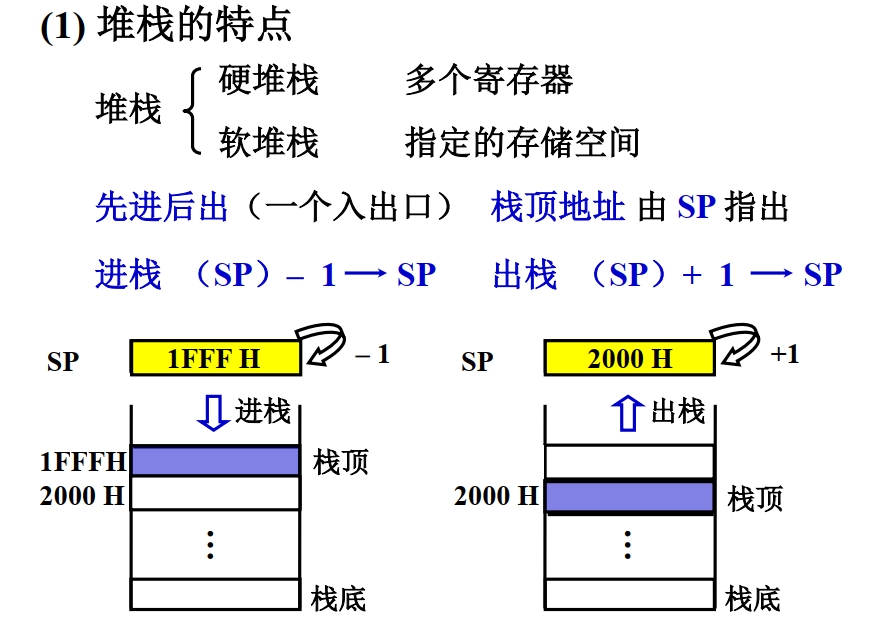 (1) 堆栈的特点
堆栈
硬堆栈 多个寄存器
软堆栈 指定的存储空间
先进后出（一个入出口） 栈顶地址 由 SP 指出
进栈 （SP）– 1 → SP 出栈 （SP）+ 1 → SP
SP 1FFF H – 1
进栈
1FFFH 栈顶
2000 H
⋮
栈底
SP 2000 H +1
出栈
2000 H 栈顶
⋮
栈底